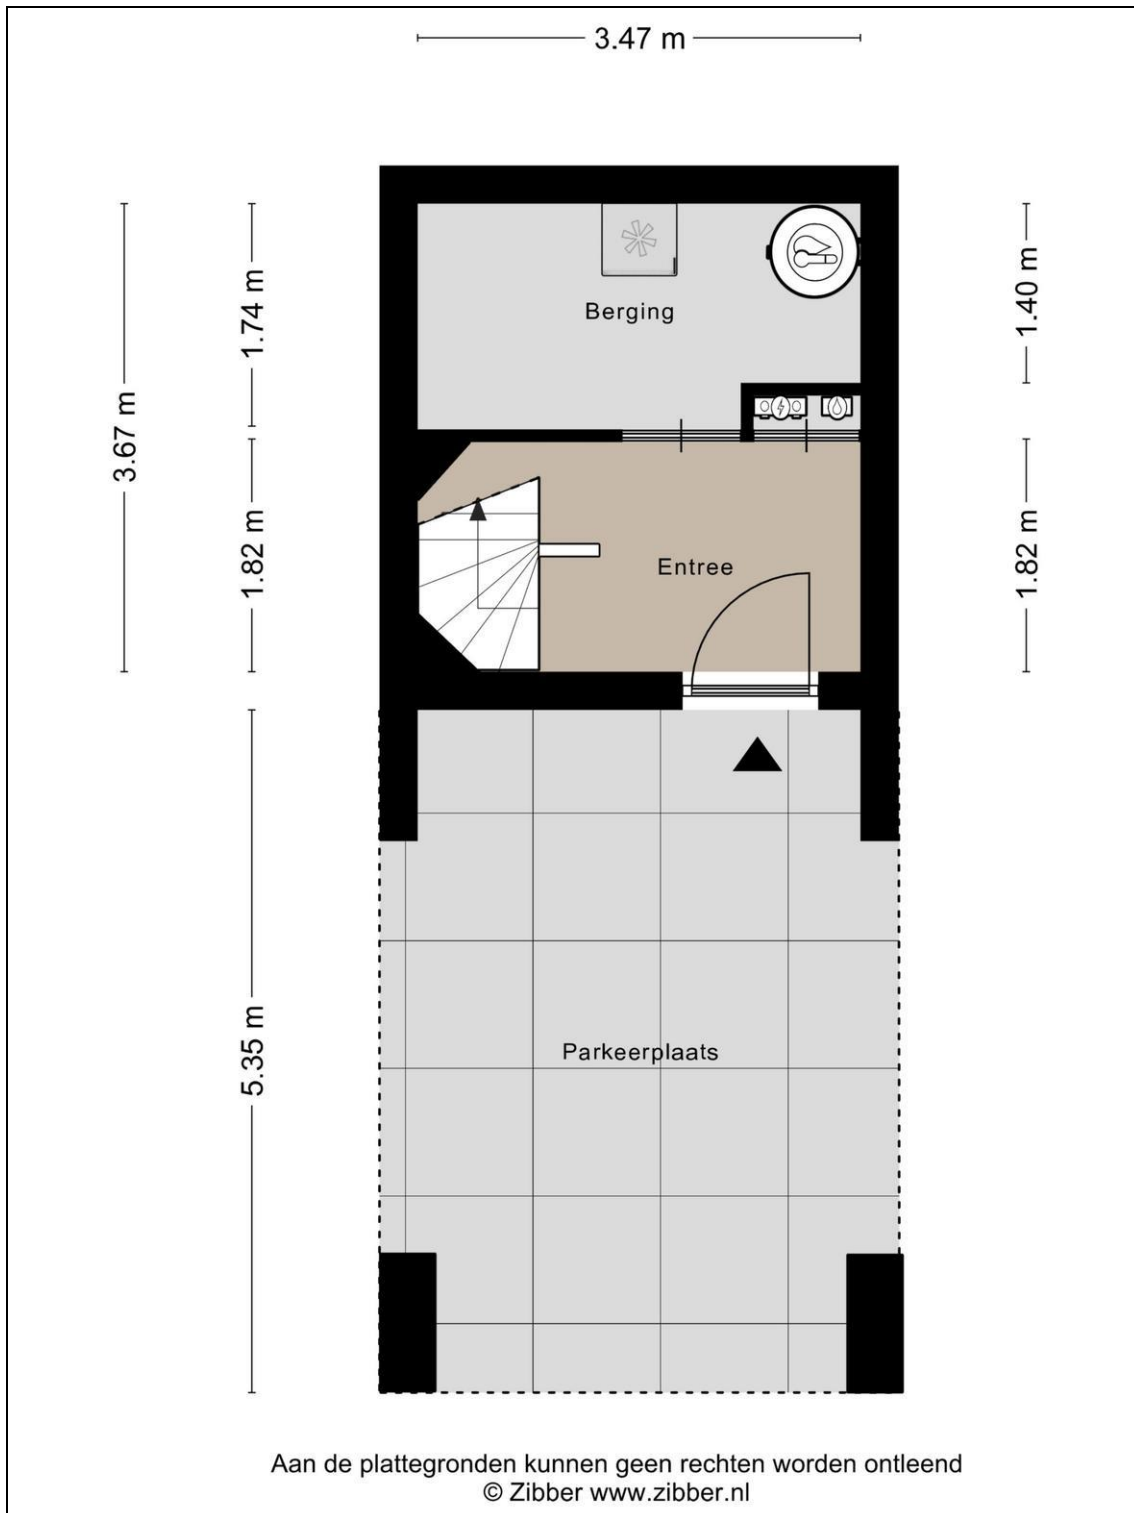 3.47 m
1.74 m
1.40 m
Berging
3.67 m
1.82 m
1.82 m
Entree
5.35 m
Parkeerplaats
Aan de plattegronden kunnen geen rechten worden ontleend
© Zibber www.zibber.nl